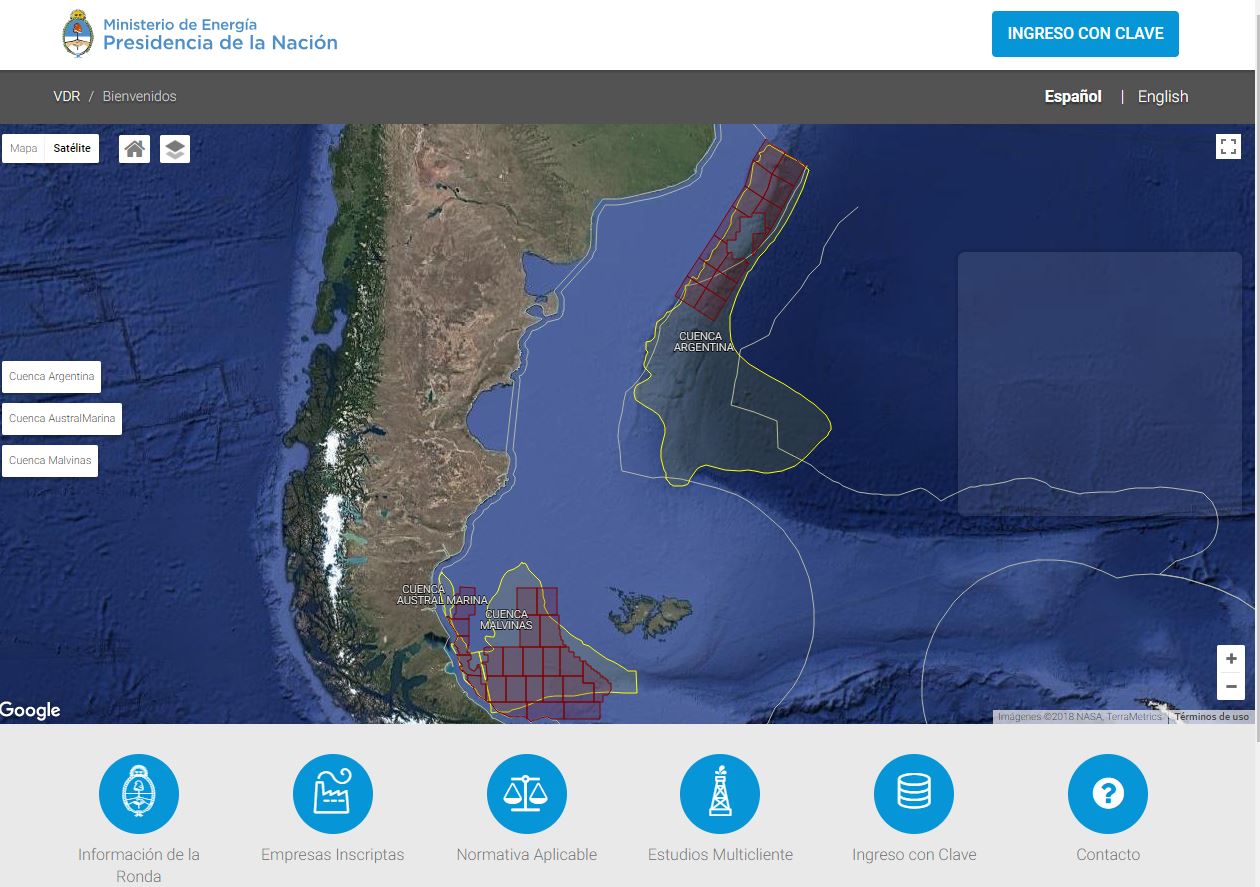 Ministerio de Energía
Presidencia de la Nación
INGRESO CON CLAVE
VDR / Bienvenidos
Español | English
Mapa Satélite
CUENCA
ARGENTINA
Cuenca Argentina
Cuenca AustralMarina
Cuenca Malvinas
CUENCA
AUSTRAL MARINA
CUENCA
MALVINAS
+
−
Google
Imágenes ©2018 NASA, TerraMetrics | Términos de uso
?
Información de la
Ronda
Empresas Inscriptas
Normativa Aplicable
Estudios Multicliente
Ingreso con Clave
Contacto